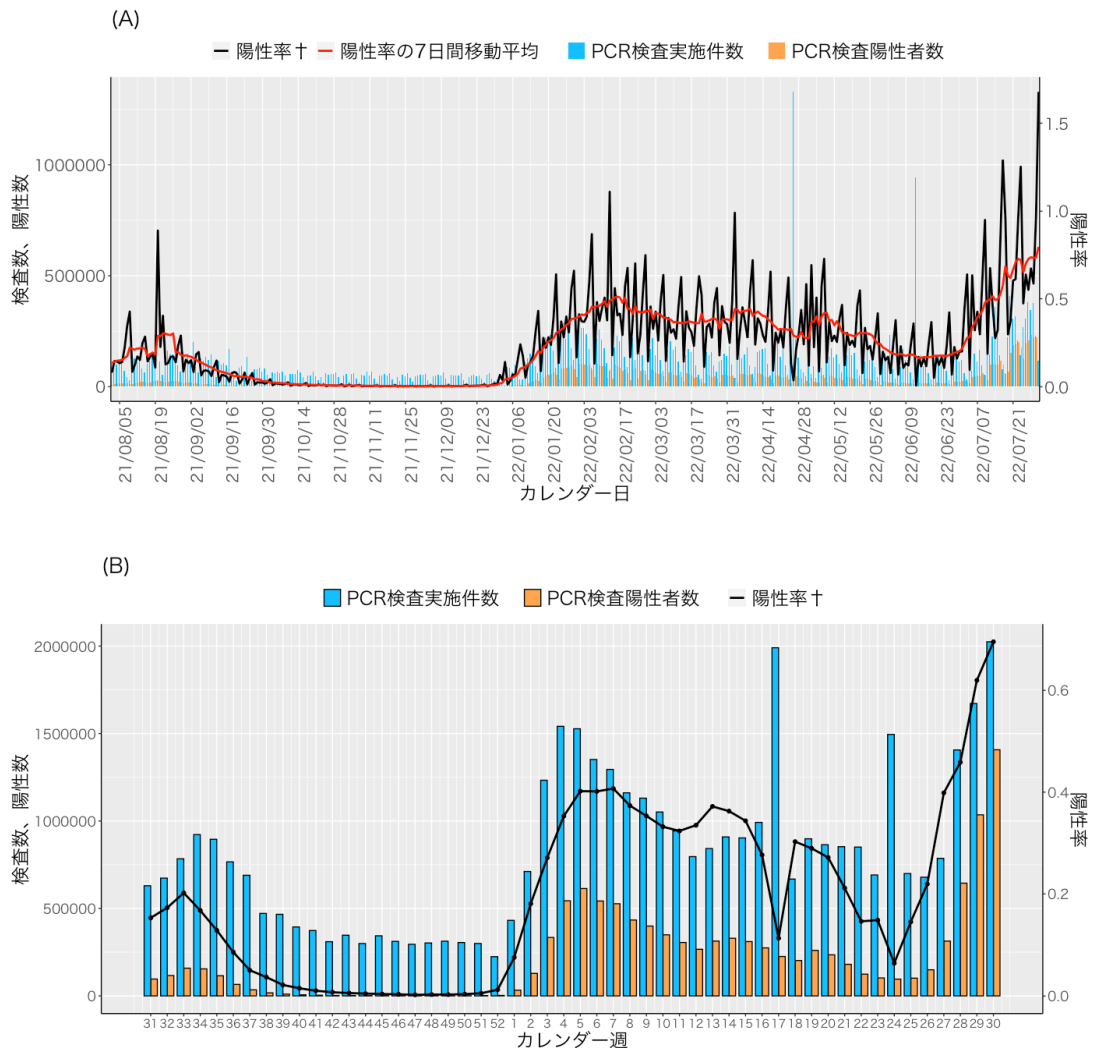 (A)
陽性率† 陽性率の7日間移動平均 PCR検査実施件数 PCR検査陽性者数
検査数、陽性数
1000000
500000
0
陽性率
1.5
1.0
0.5
0.0
21/08/05 21/08/19 21/09/02 21/09/16 21/09/30 21/10/14 21/10/28 21/11/11 21/11/25 21/12/09 21/12/23 22/01/06 22/01/20 22/02/03 22/02/17 22/03/03 22/03/17 22/03/31 22/04/14 22/04/28 22/05/12 22/05/26 22/06/09 22/06/23 22/07/07 22/07/21
カレンダー日
(B)
PCR検査実施件数 PCR検査陽性者数 陽性率†
検査数、陽性数
2000000
1500000
1000000
500000
0
陽性率
0.6
0.4
0.2
0.0
31 32 33 34 35 36 37 38 39 40 41 42 43 44 45 46 47 48 49 50 51 52 1 2 3 4 5 6 7 8 9 10 11 12 13 14 15 16 17 18 19 20 21 22 23 24 25 26 27 28 29 30
カレンダー週